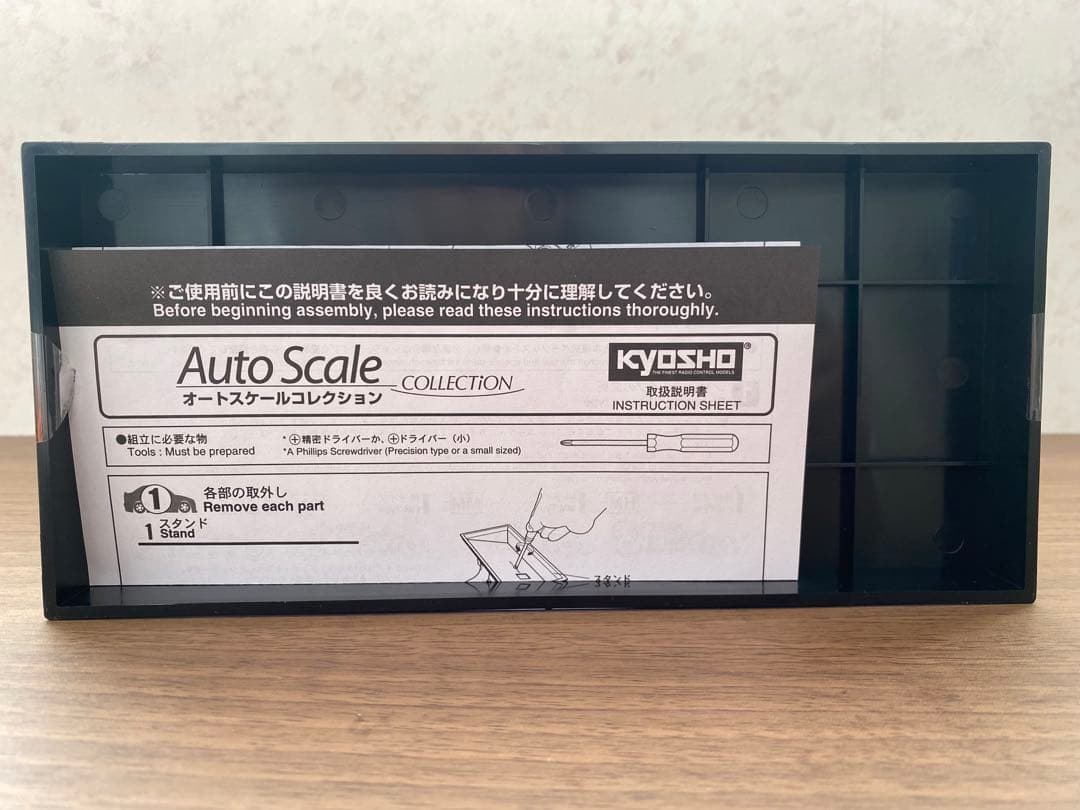 ※ご使用前にこの説明書を良くお読みになり十分に理解してください。
Before beginning assembly, please read these instructions thoroughly.
Auto Scale COLLECTION
オートスケールコレクション
KYOSHO®
THE FINEST RADIO CONTROL MODELS
取扱説明書
INSTRUCTION SHEET
●組立に必要な物
Tools : Must be prepared
*⊕精密ドライバーか、⊕ドライバー（小）
*A Phillips Screwdriver (Precision type or a small sized)
1
各部の取外し
Remove each part
1 スタンド
Stand